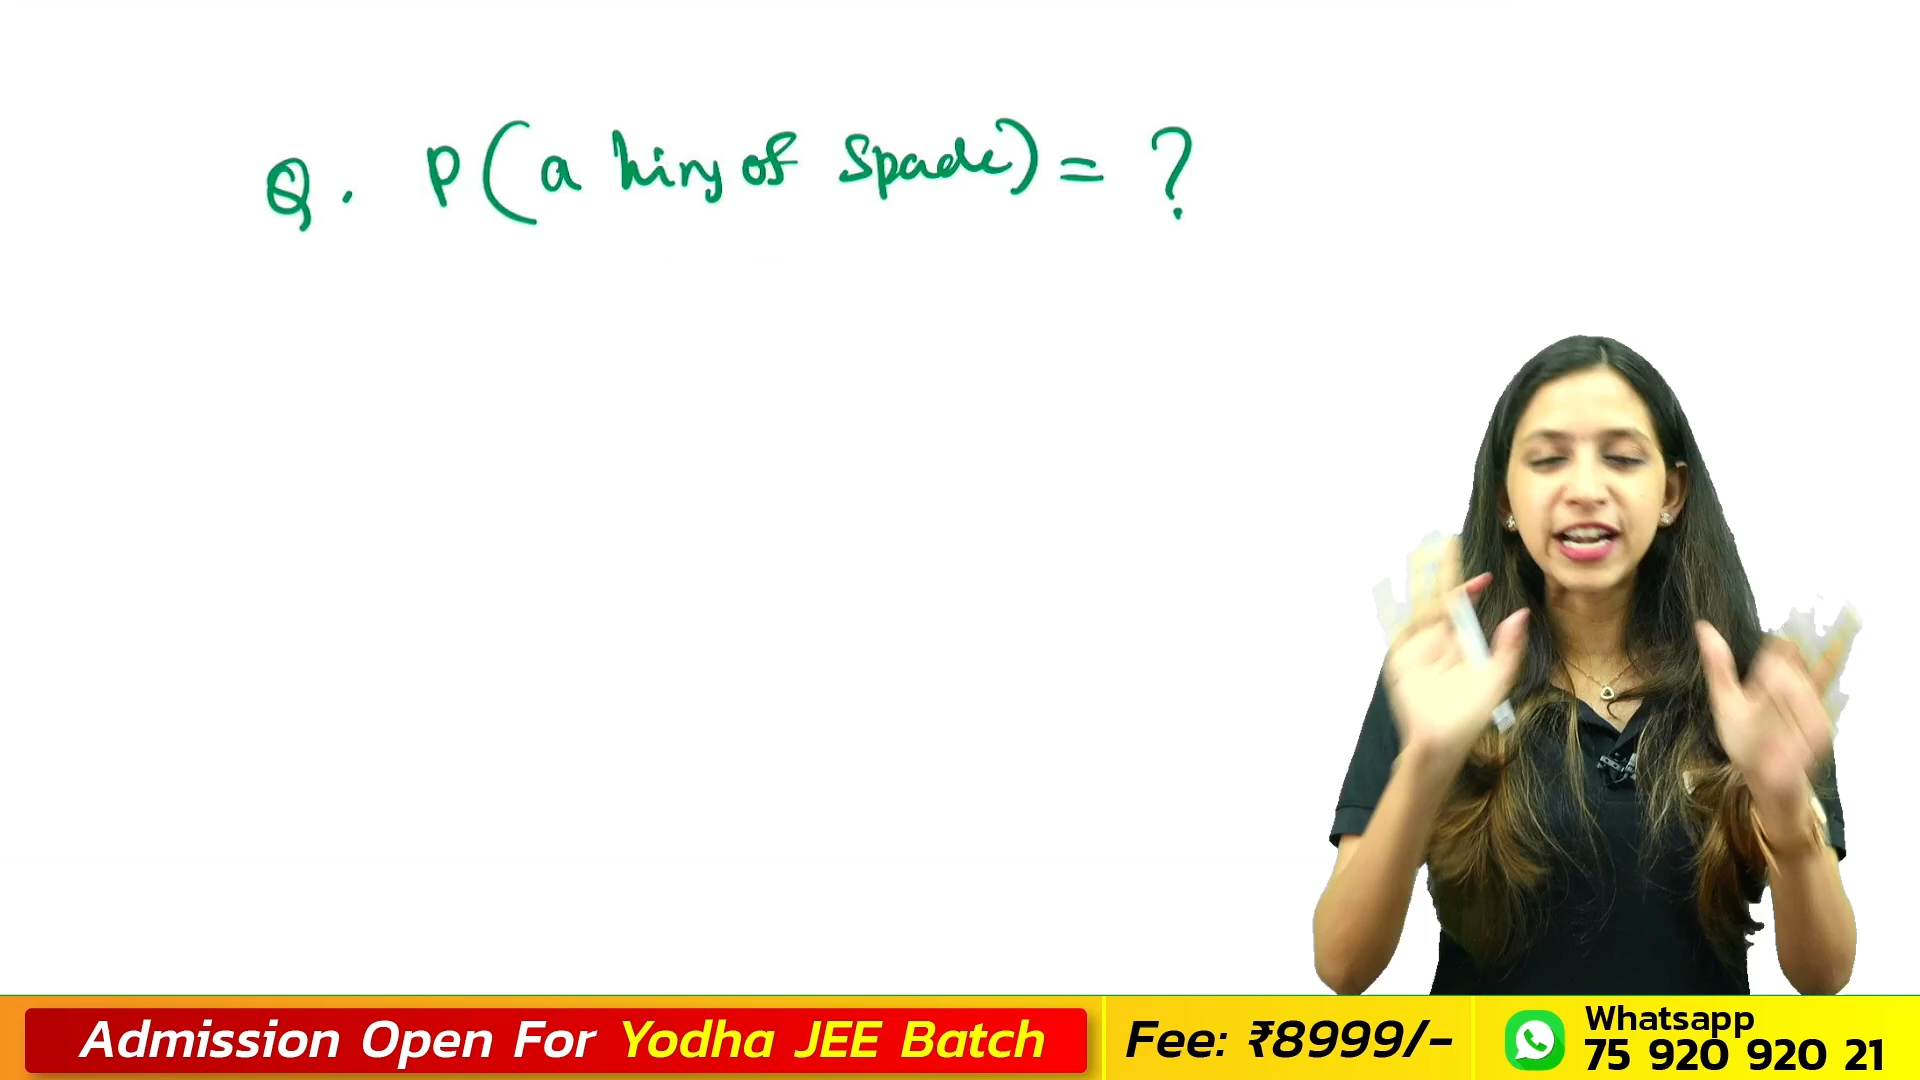 Q. P(a king of Spade) = ?
Admission Open For Yodha JEE Batch
Fee: ₹8999/-
Whatsapp
75 920 920 21